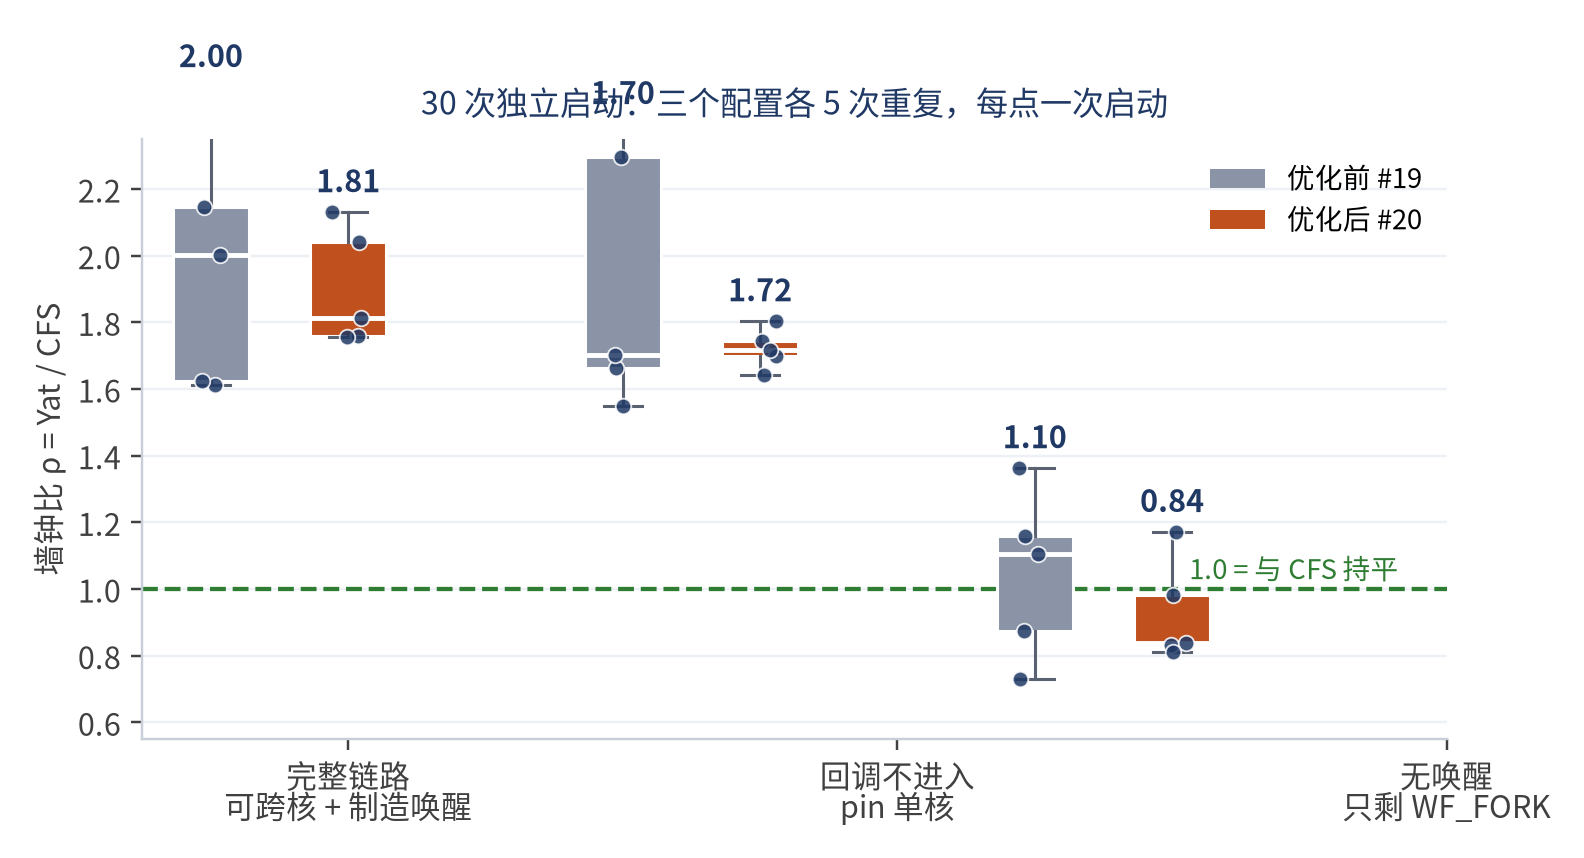 2.00
1.70
30 次独立启动：三个配置各 5 次重复，每点一次启动
1.81
优化前 #19
优化后 #20
1.72
1.10
0.84
1.0 = 与 CFS 持平
墙钟比 ρ = Yat / CFS
2.2
2.0
1.8
1.6
1.4
1.2
1.0
0.8
0.6
完整链路
可跨核 + 制造唤醒
回调不进入
pin 单核
无唤醒
只剩 WF_FORK